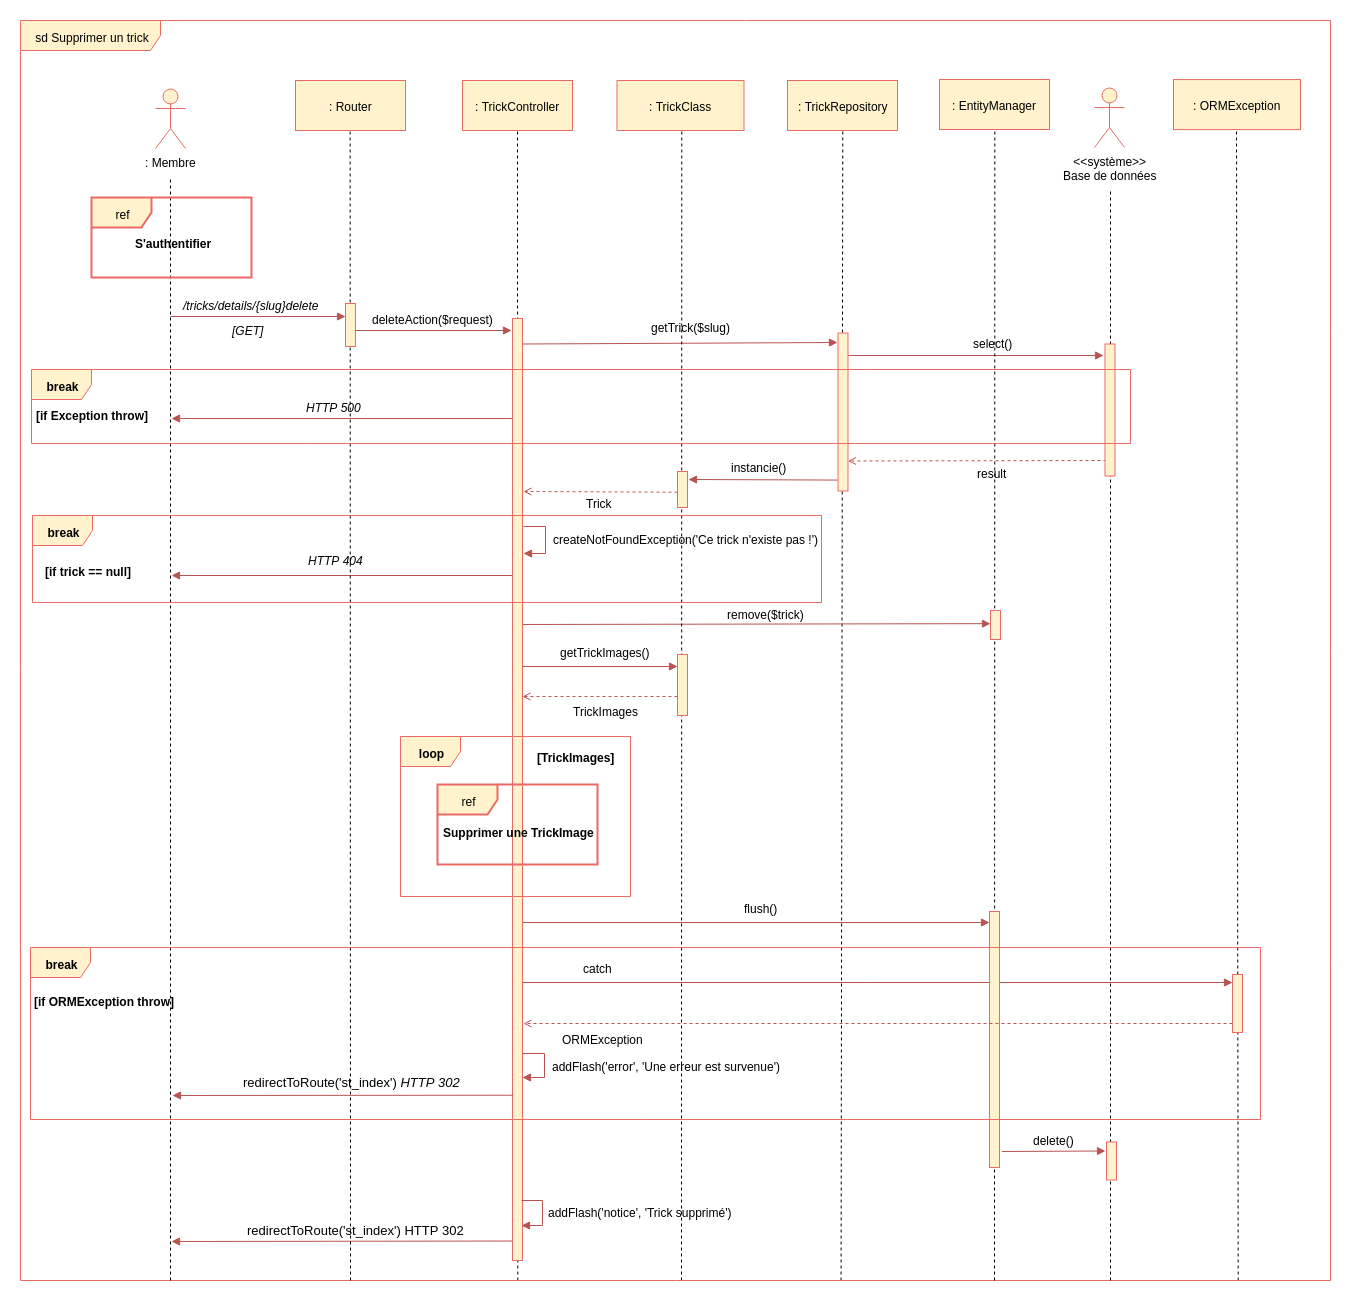 sd Supprimer un trick
: Membre
: Router
: TrickController
: TrickClass
: TrickRepository
: EntityManager
<<système>>
Base de données
: ORMException
ref
S'authentifier
/tricks/details/{slug}delete
[GET]
deleteAction($request)
getTrick($slug)
select()
break
[if Exception throw]
HTTP 500
result
instancie()
Trick
break
createNotFoundException('Ce trick n'existe pas !')
HTTP 404
[if trick == null]
remove($trick)
getTrickImages()
TrickImages
loop
[TrickImages]
ref
Supprimer une TrickImage
flush()
break
catch
[if ORMException throw]
ORMException
addFlash('error', 'Une erreur est survenue')
redirectToRoute('st_index') HTTP 302
delete()
addFlash('notice', 'Trick supprimé')
redirectToRoute('st_index') HTTP 302